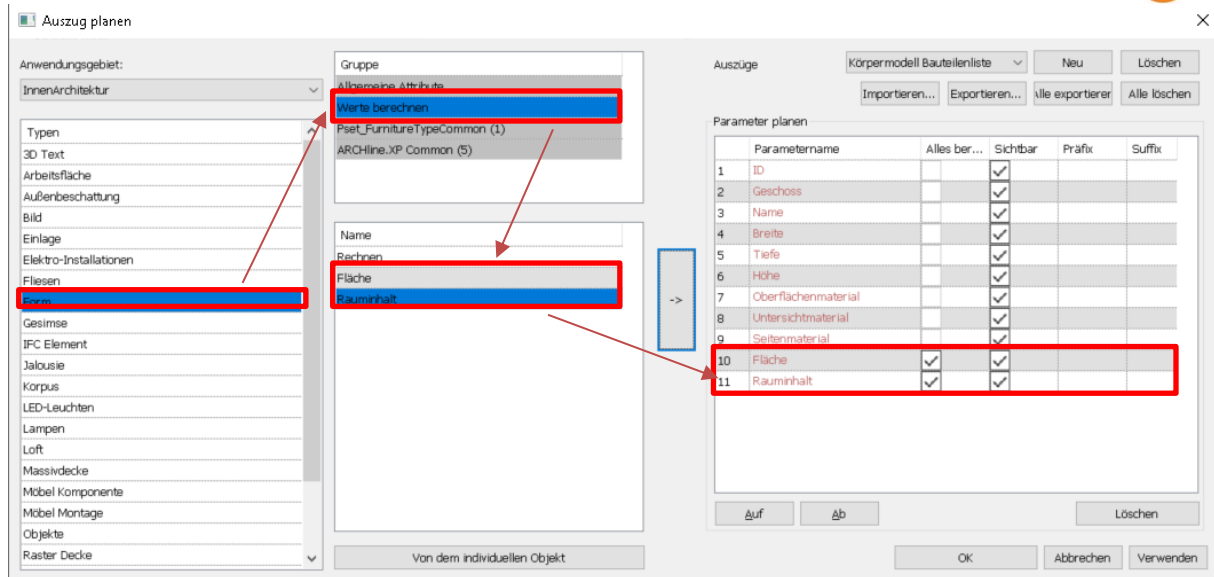 Auszug planen
Anwendungsgebiet:
InnenArchitektur
Typen
3D Text
Arbeitsfläche
Außenbeschattung
Bild
Einlage
Elektro-Installationen
Fliesen
Form
Gesimse
IFC Element
Jalousie
Korpus
LED-Leuchten
Lampen
Loft
Massivdecke
Möbel Komponente
Möbel Montage
Objekte
Raster Decke
Gruppe
Allgemeine Attribute
Werte berechnen
Pset_FurnitureTypeCommon (1)
ARCHline.XP Common (5)
Name
Rechnen
Fläche
Rauminhalt
Von dem individuellen Objekt
->
Auszüge
Körpermodell Bauteilenliste
Neu
Löschen
Importieren...
Exportieren...
Alle exportierer
Alle löschen
Parameter planen
Parametername Alles ber... Sichtbar Präfix Suffix
1 ID
2 Geschoss
3 Name
4 Breite
5 Tiefe
6 Höhe
7 Oberflächenmaterial
8 Untersichtmaterial
9 Seitenmaterial
10 Fläche
11 Rauminhalt
Auf
Ab
Löschen
OK
Abbrechen
Verwenden